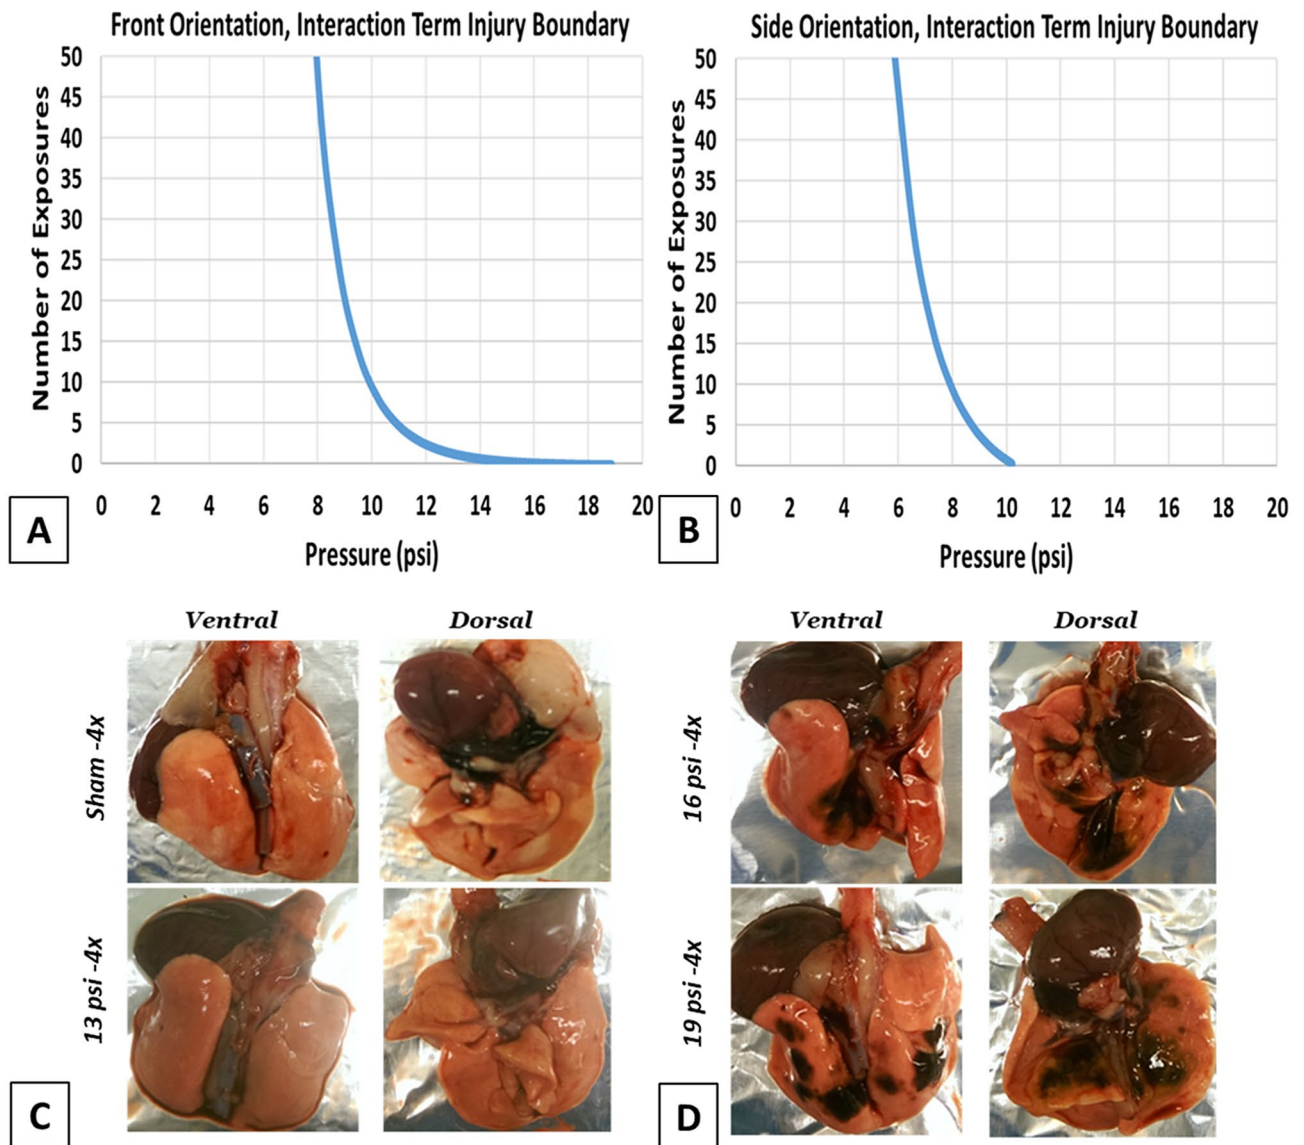 Front Orientation, Interaction Term Injury Boundary
Number of Exposures
50
45
40
35
30
25
20
15
10
5
0
0 2 4 6 8 10 12 14 16 18 20
Pressure (psi)
A
Side Orientation, Interaction Term Injury Boundary
Number of Exposures
50
45
40
35
30
25
20
15
10
5
0
0 2 4 6 8 10 12 14 16 18 20
Pressure (psi)
B
Ventral Dorsal
Sham -4x
13 psi -4x
C
Ventral Dorsal
16 psi -4x
19 psi -4x
D